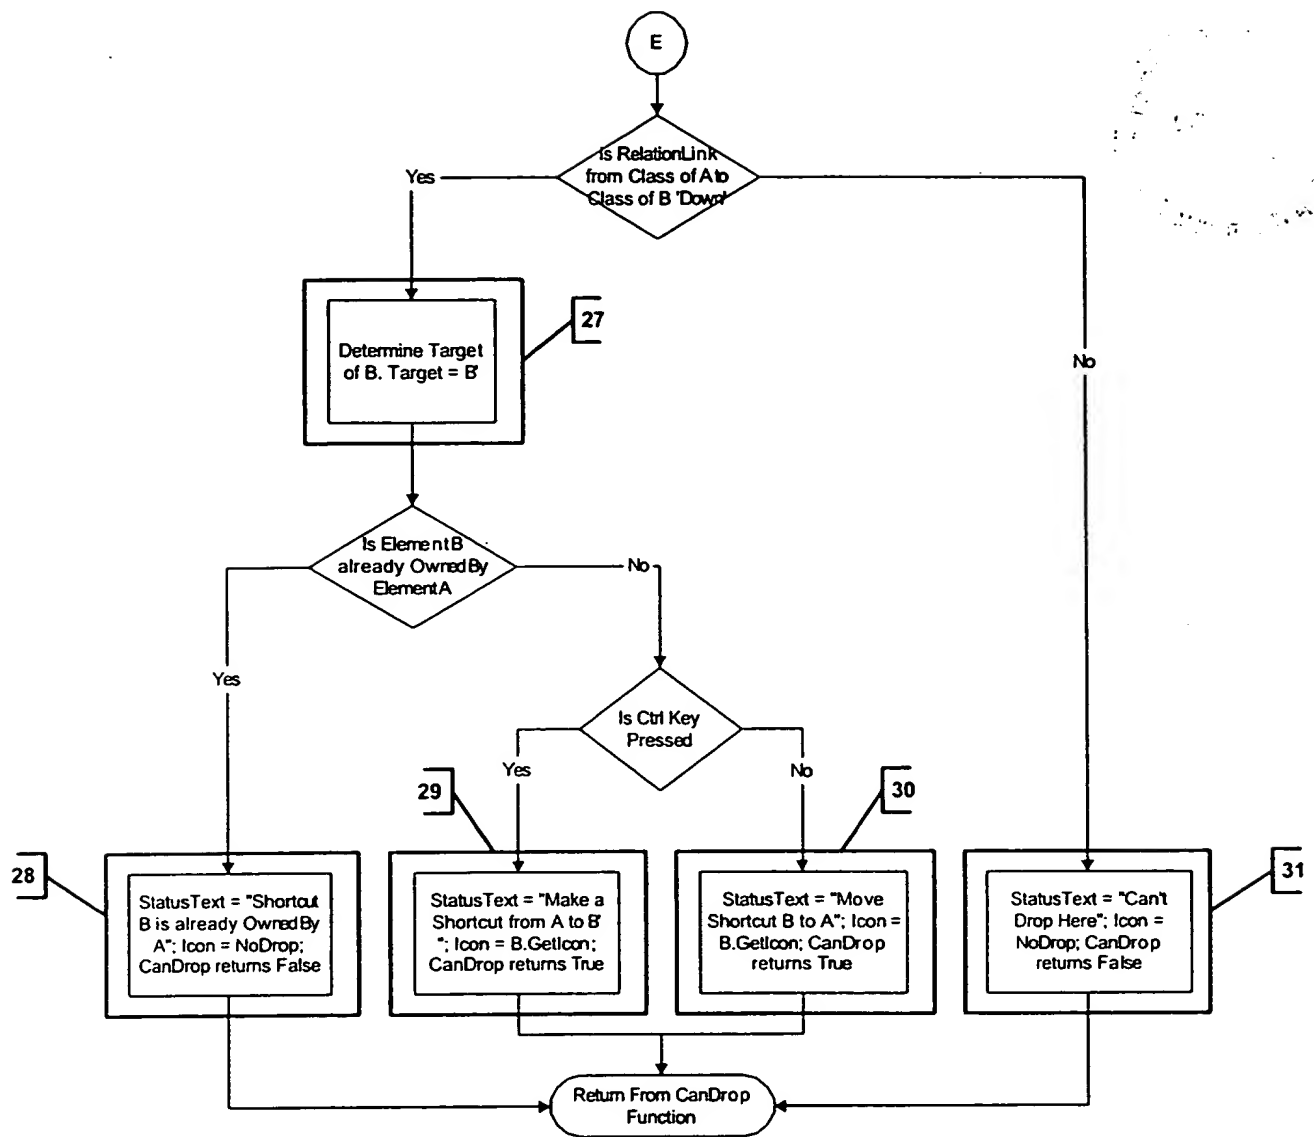 E
Is RelationLink
from Class of A to
Class of B 'Down'
Yes
No
27
Determine Target
of B. Target = B'
Is Element B
already OwnedBy
Element A
No
Yes
Is Ctrl Key
Pressed
Yes
No
29
30
28
31
StatusText = "Shortcut
B is already OwnedBy
A"; Icon = NoDrop;
CanDrop returns False
StatusText = "Make a
Shortcut from A to B'
"; Icon = B.GetIcon;
CanDrop returns True
StatusText = "Move
Shortcut B to A"; Icon =
B.GetIcon; CanDrop
returns True
StatusText = "Can't
Drop Here"; Icon =
NoDrop; CanDrop
returns False
Return From CanDrop
Function